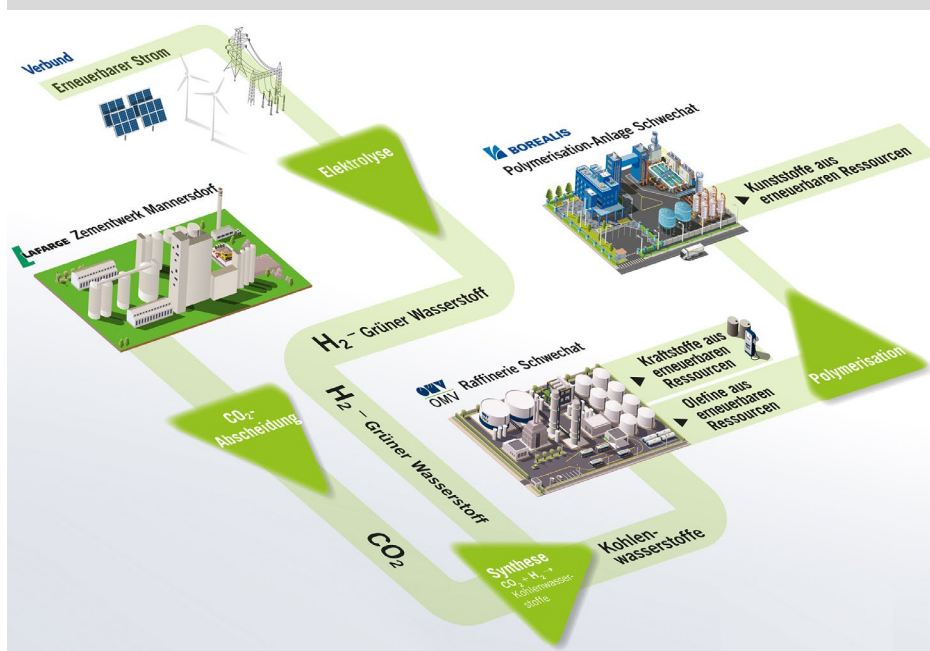 Verbund
Erneuerbarer Strom
Elektrolyse
BOREALIS
Polymerisation-Anlage Schwechat
Kunststoffe aus
erneuerbaren Ressourcen
LAFARGE Zementwerk Mannersdorf
H2– Grüner Wasserstoff
H2 – Grüner Wasserstoff
OMV
OMV Raffinerie Schwechat
Kraftstoffe aus
erneuerbaren
Ressourcen
Olefine aus
erneuerbaren
Ressourcen
Polymerisation
CO2-
Abscheidung
CO2
Synthese
CO2 + H2 →
Kohlenwasser-
stoffe
Kohlen-
wasserstoffe